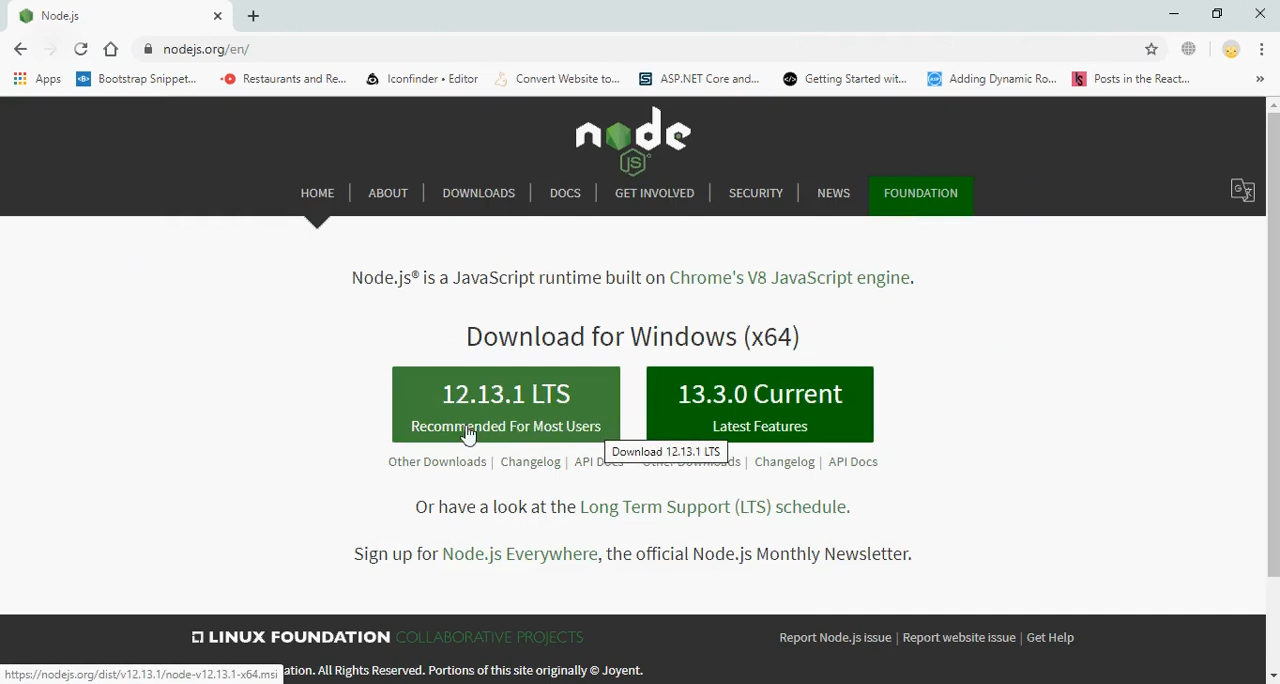 Node.js
nodejs.org/en/
Apps
Bootstrap Snippet...
Restaurants and Re...
Iconfinder • Editor
Convert Website to...
ASP.NET Core and...
Getting Started wit...
Adding Dynamic Ro...
Posts in the React...
»
node
JS
HOME | ABOUT | DOWNLOADS | DOCS | GET INVOLVED | SECURITY | NEWS FOUNDATION
Node.js® is a JavaScript runtime built on Chrome's V8 JavaScript engine.
Download for Windows (x64)
12.13.1 LTS
Recommended For Most Users
13.3.0 Current
Latest Features
Download 12.13.1 LTS
Other Downloads | Changelog | API Docs
Other Downloads | Changelog | API Docs
Or have a look at the Long Term Support (LTS) schedule.
Sign up for Node.js Everywhere, the official Node.js Monthly Newsletter.
LINUX FOUNDATION COLLABORATIVE PROJECTS
Report Node.js issue | Report website issue | Get Help
ation. All Rights Reserved. Portions of this site originally © Joyent.
https://nodejs.org/dist/v12.13.1/node-v12.13.1-x64.msi